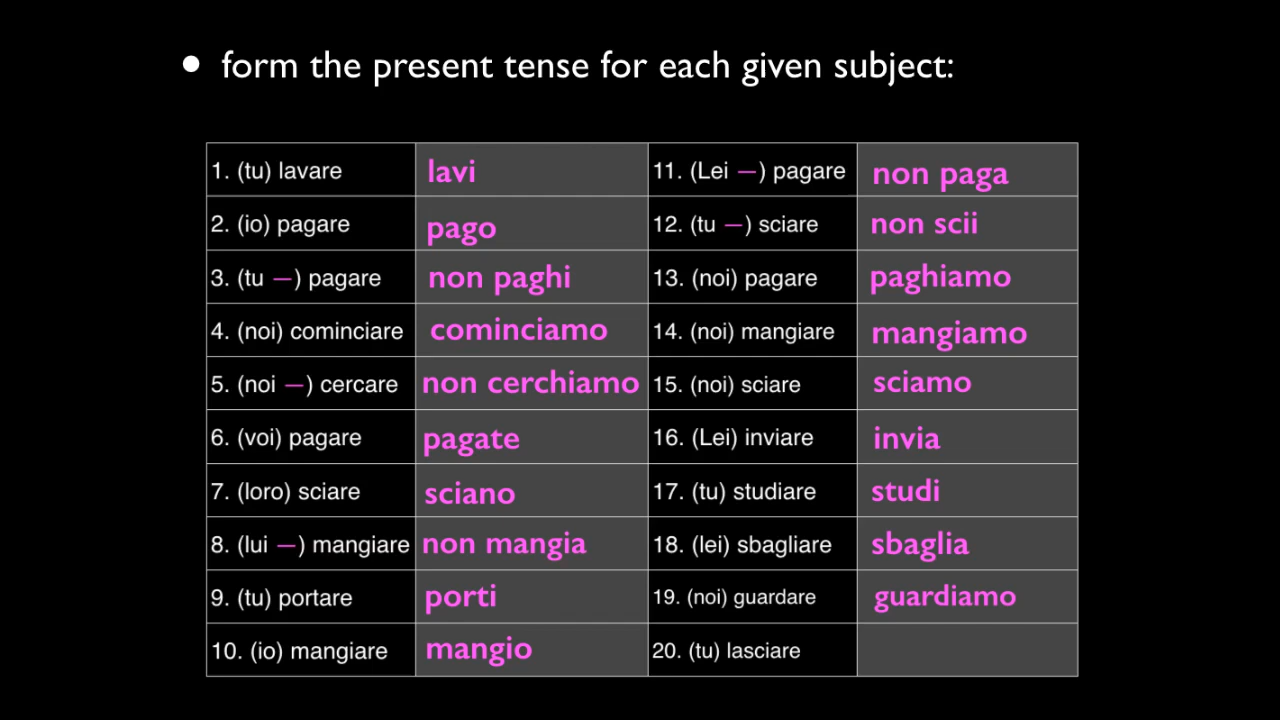 • form the present tense for each given subject:
1. (tu) lavare lavi 11. (Lei —) pagare non paga
2. (io) pagare pago 12. (tu —) sciare non scii
3. (tu —) pagare non paghi 13. (noi) pagare paghiamo
4. (noi) cominciare cominciamo 14. (noi) mangiare mangiamo
5. (noi —) cercare non cerchiamo 15. (noi) sciare sciamo
6. (voi) pagare pagate 16. (Lei) inviare invia
7. (loro) sciare sciano 17. (tu) studiare studi
8. (lui —) mangiare non mangia 18. (lei) sbagliare sbaglia
9. (tu) portare porti 19. (noi) guardare guardiamo
10. (io) mangiare mangio 20. (tu) lasciare